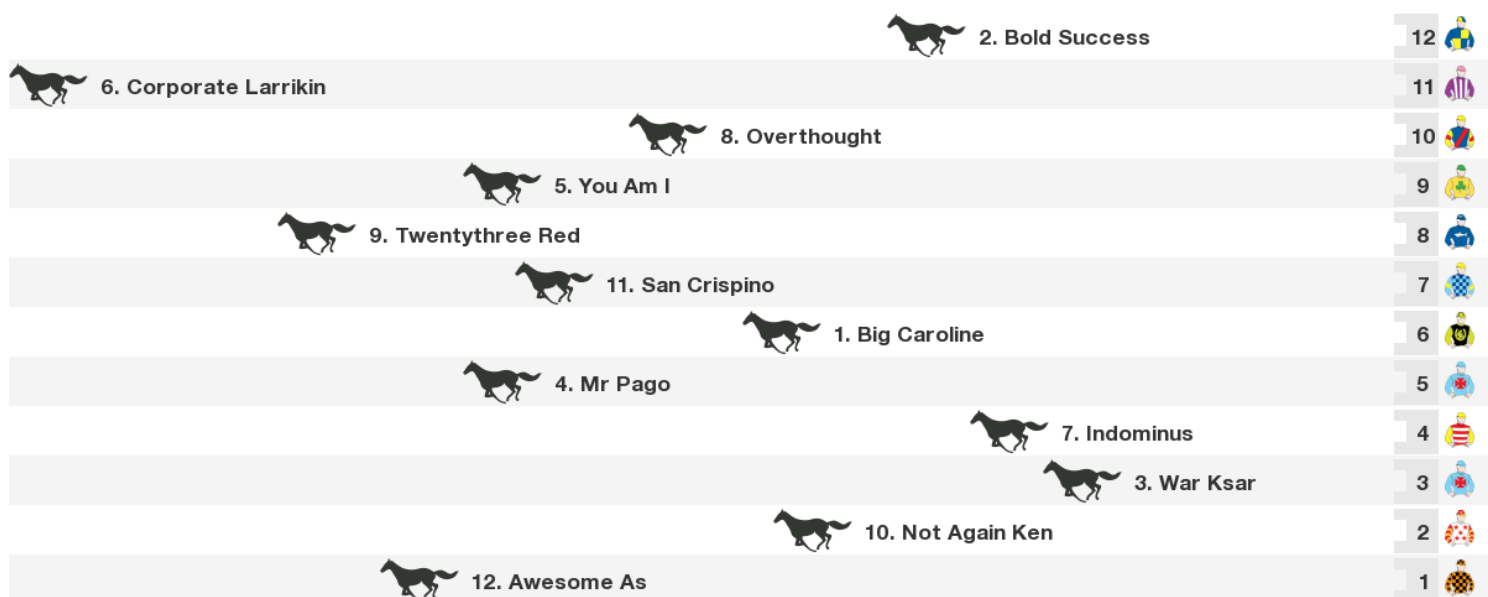 2. Bold Success 12
6. Corporate Larrikin 11
8. Overthought 10
5. You Am I 9
9. Twentythree Red 8
11. San Crispino 7
1. Big Caroline 6
4. Mr Pago 5
7. Indominus 4
3. War Ksar 3
10. Not Again Ken 2
12. Awesome As 1